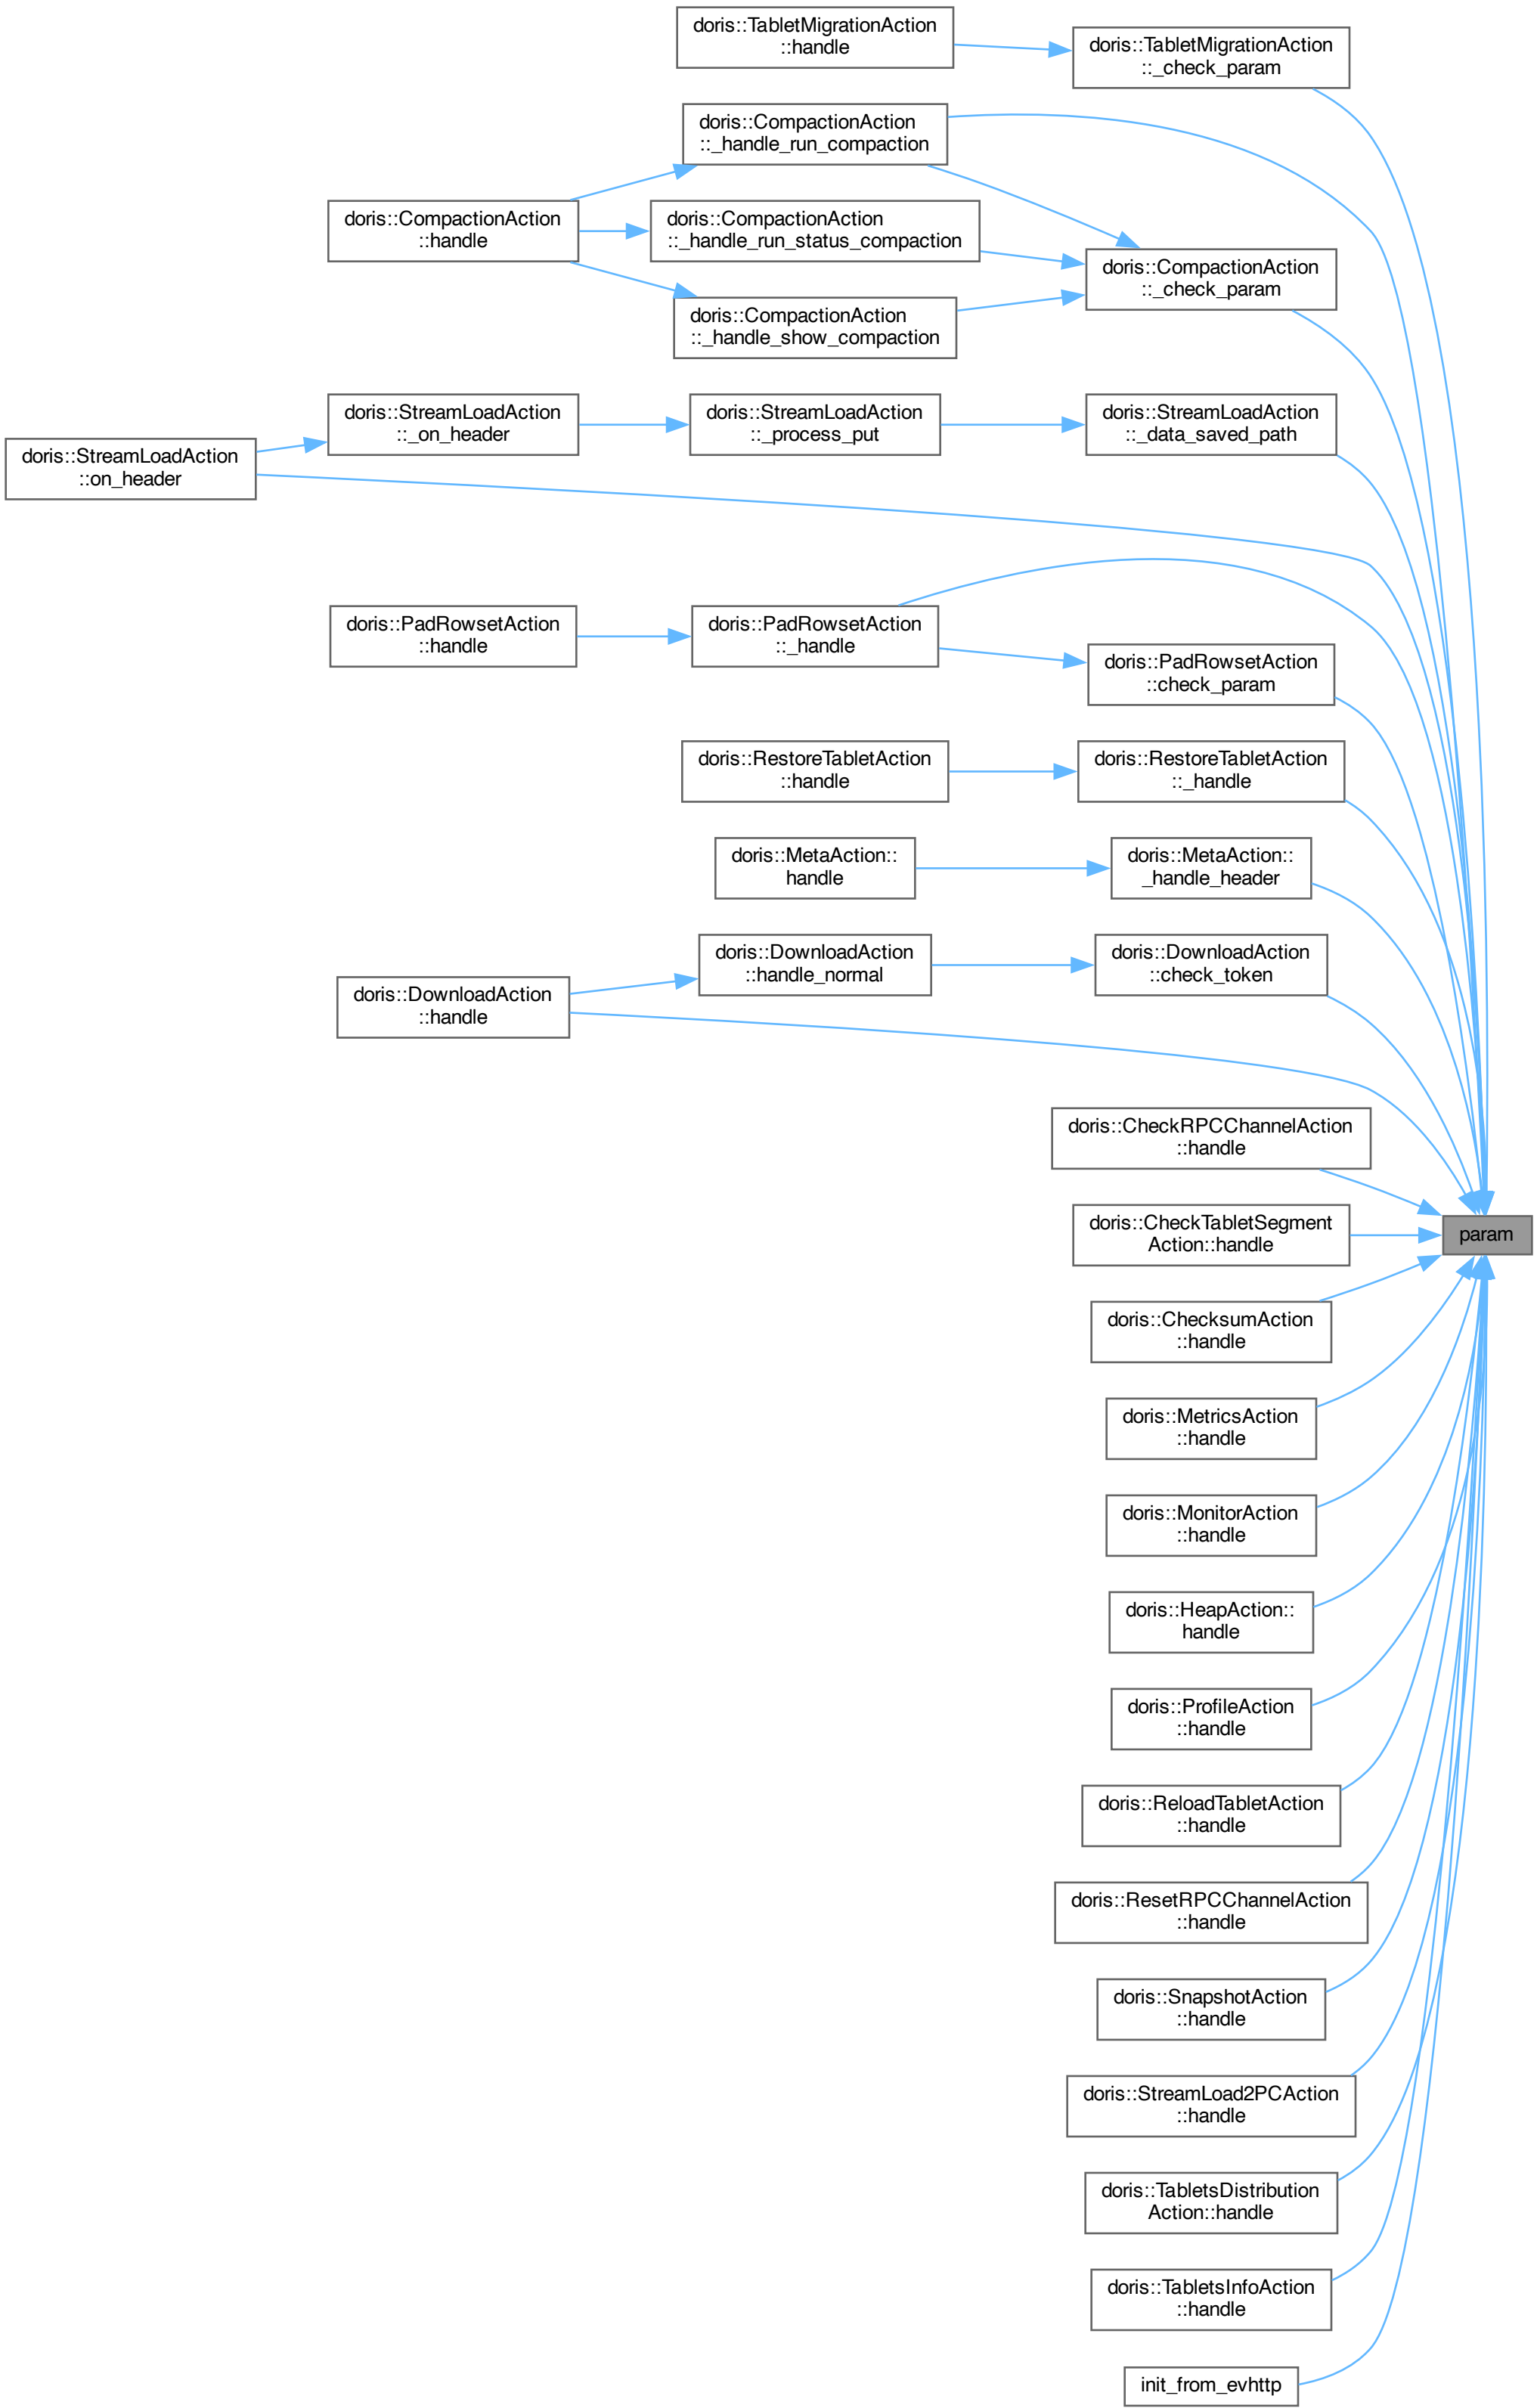 doris::TabletMigrationAction
::handle
doris::TabletMigrationAction
::_check_param
doris::CompactionAction
::_handle_run_compaction
doris::CompactionAction
::handle
doris::CompactionAction
::_handle_run_status_compaction
doris::CompactionAction
::_check_param
doris::CompactionAction
::_handle_show_compaction
doris::StreamLoadAction
::on_header
doris::StreamLoadAction
::_on_header
doris::StreamLoadAction
::_process_put
doris::StreamLoadAction
::_data_saved_path
doris::PadRowsetAction
::handle
doris::PadRowsetAction
::_handle
doris::PadRowsetAction
::check_param
doris::RestoreTabletAction
::handle
doris::RestoreTabletAction
::_handle
doris::MetaAction::
handle
doris::MetaAction::
_handle_header
doris::DownloadAction
::handle
doris::DownloadAction
::handle_normal
doris::DownloadAction
::check_token
doris::CheckRPCChannelAction
::handle
param
doris::CheckTabletSegment
Action::handle
doris::ChecksumAction
::handle
doris::MetricsAction
::handle
doris::MonitorAction
::handle
doris::HeapAction::
handle
doris::ProfileAction
::handle
doris::ReloadTabletAction
::handle
doris::ResetRPCChannelAction
::handle
doris::SnapshotAction
::handle
doris::StreamLoad2PCAction
::handle
doris::TabletsDistribution
Action::handle
doris::TabletsInfoAction
::handle
init_from_evhttp